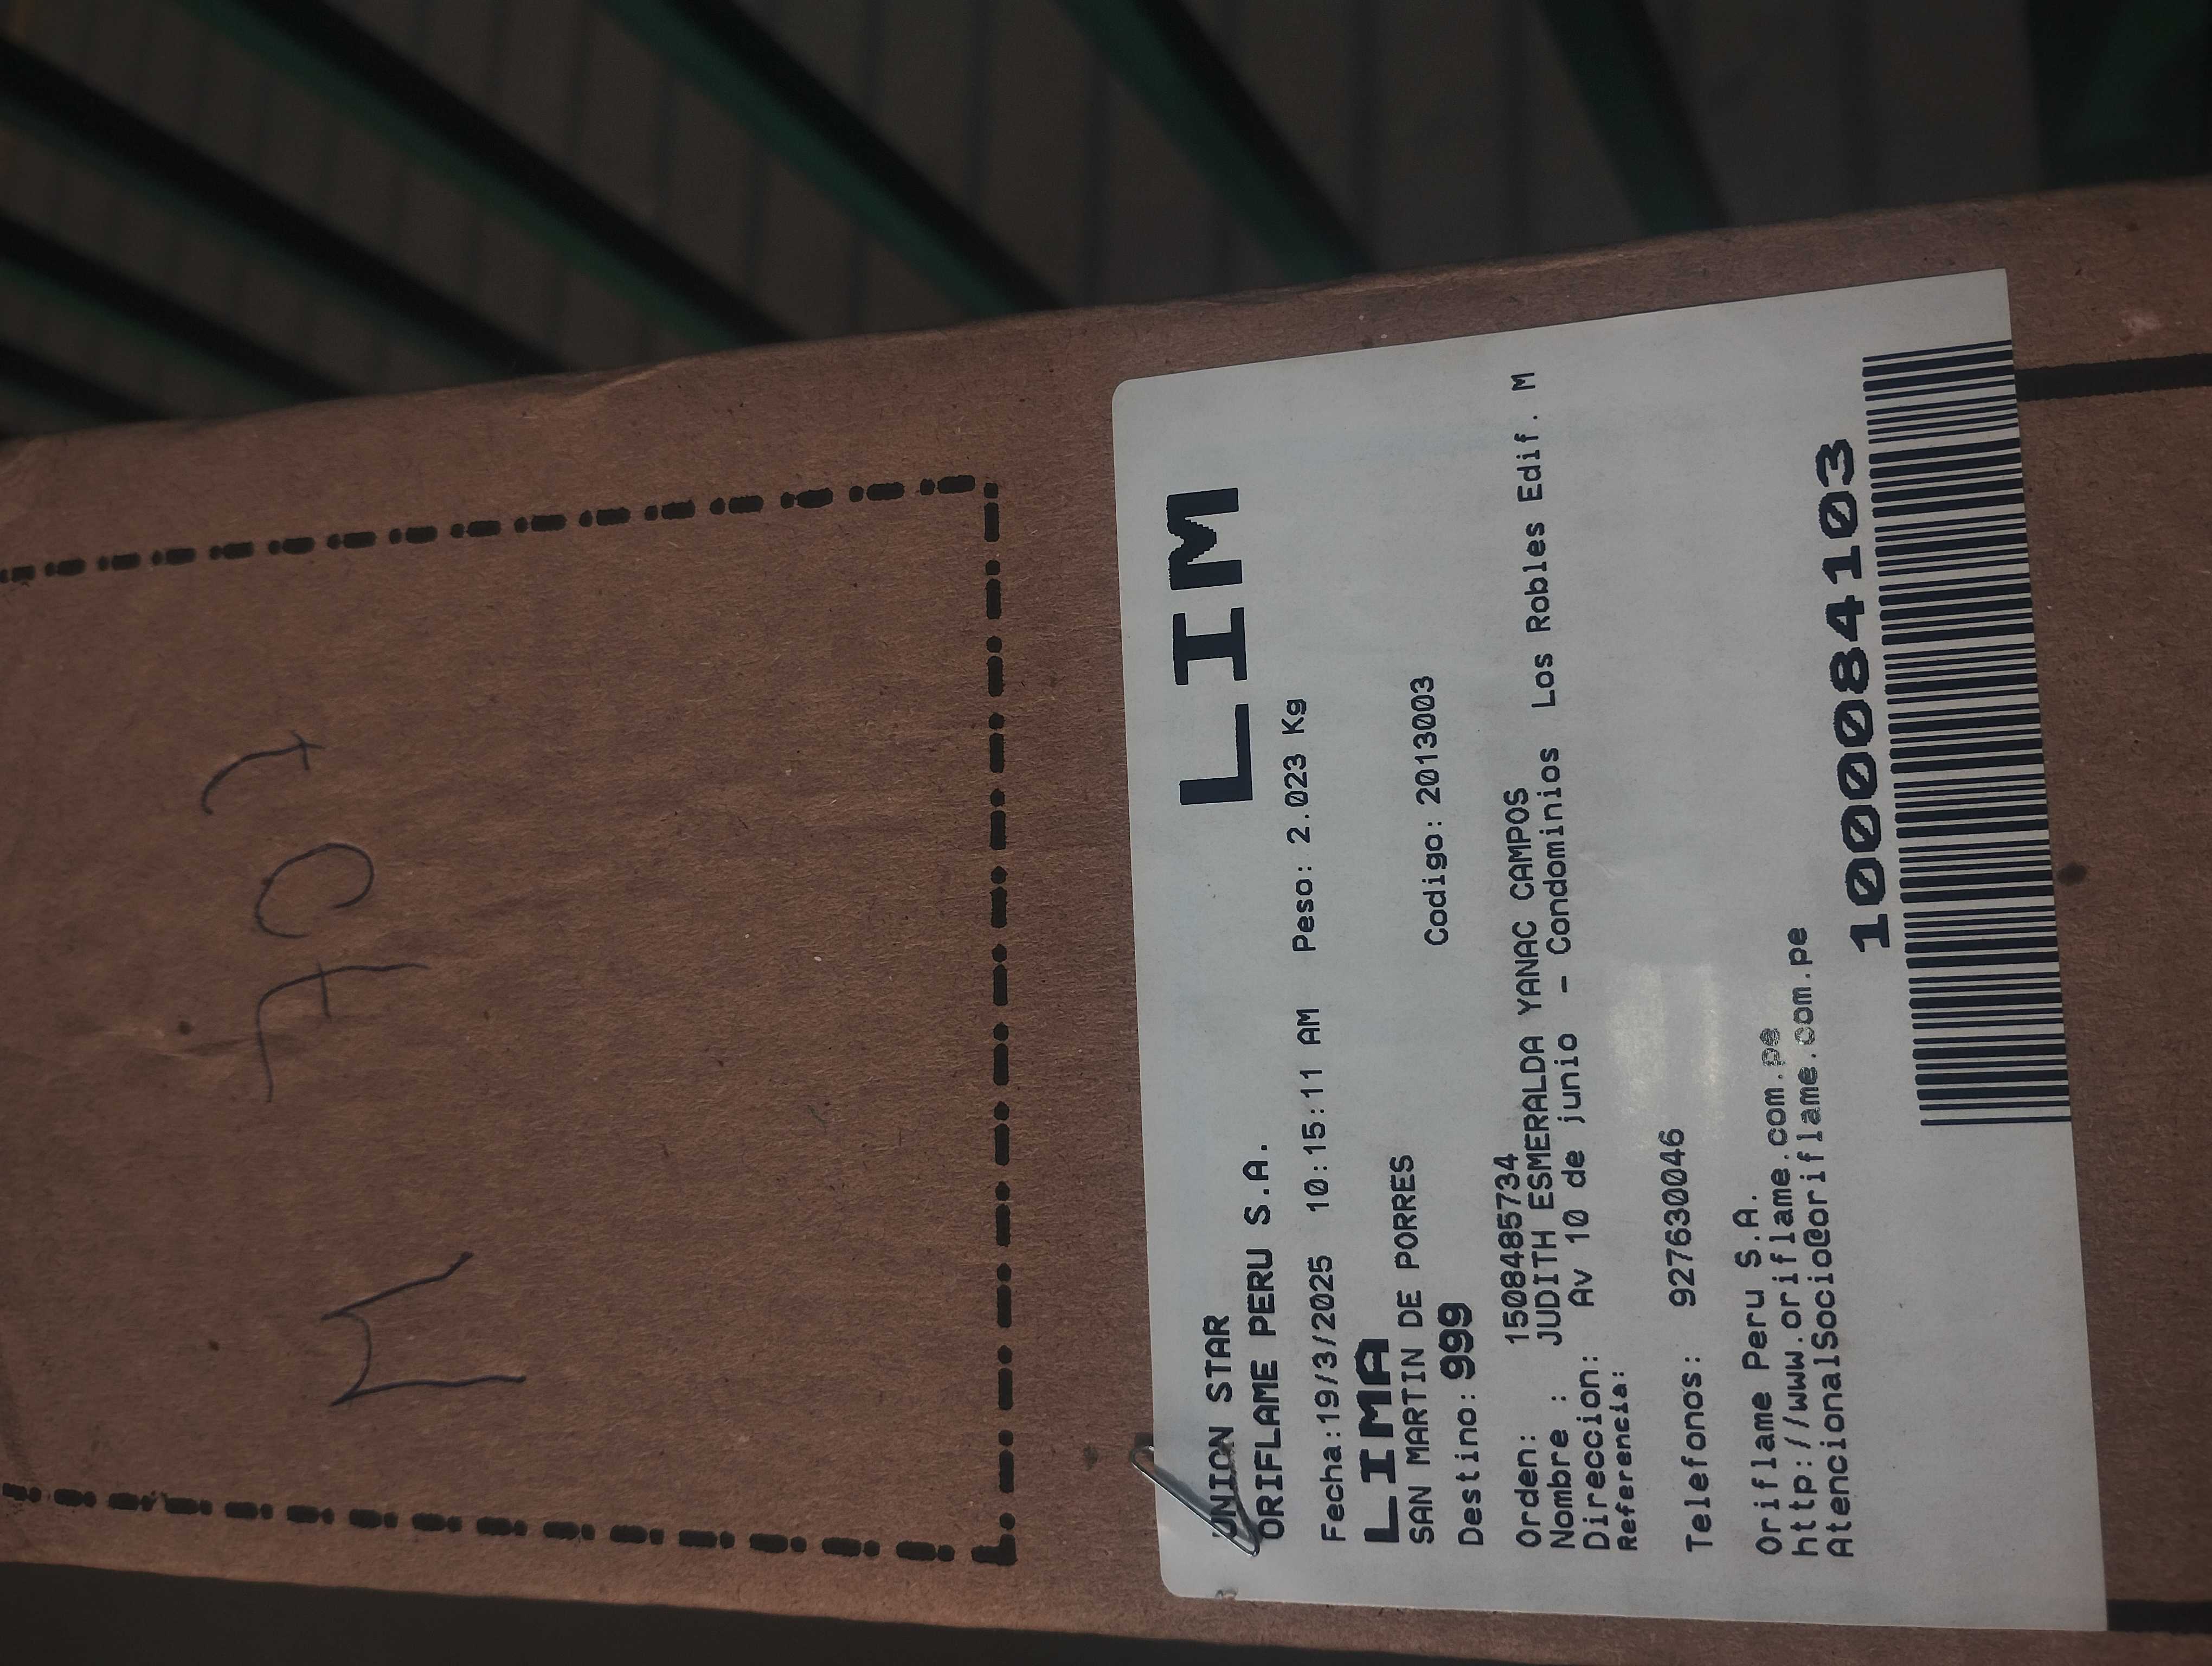 UNION STAR
ORIFLAME PERU S.A.
LIM
Fecha:19/3/2025 10:15:11 AM Peso: 2.023 Kg
LIMA
SAN MARTIN DE PORRES
Codigo: 2013003
Destino: 999
Orden: 1508485734
Nombre : JUDITH ESMERALDA YANAC CAMPOS
Direccion: Av 10 de junio - Condominios Los Robles Edif. M
Referencia:
Telefonos: 927630046
Oriflame Peru S.A.
http://www.oriflame.com.pe
AtencionalSocio@oriflame.com.pe
1000084103